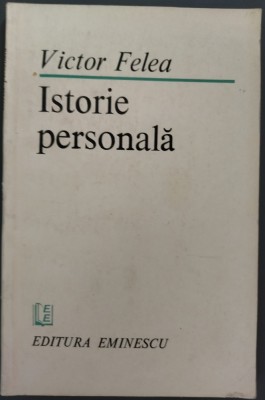 Victor Felea
Istorie
personală
E
E
EDITURA EMINESCU